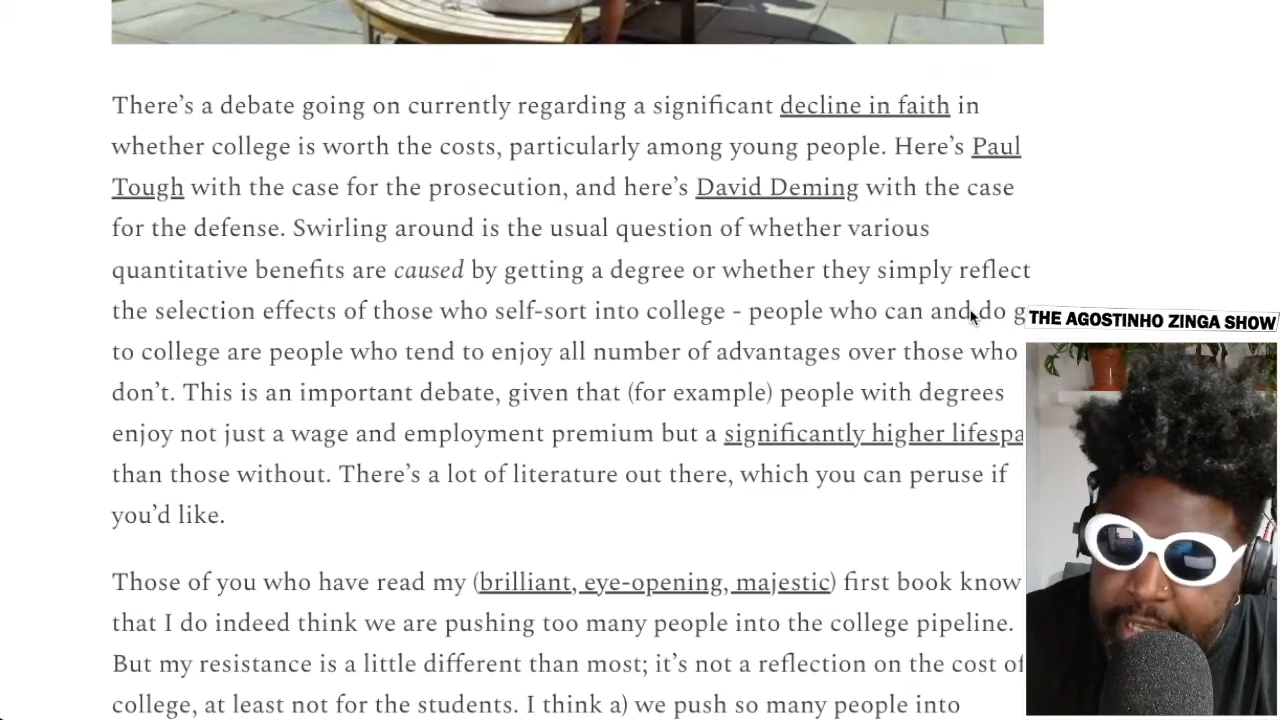 There's a debate going on currently regarding a significant decline in faith in
whether college is worth the costs, particularly among young people. Here's Paul
Tough with the case for the prosecution, and here's David Deming with the case
for the defense. Swirling around is the usual question of whether various
quantitative benefits are caused by getting a degree or whether they simply reflect
the selection effects of those who self-sort into college - people who can and do g
to college are people who tend to enjoy all number of advantages over those who
don't. This is an important debate, given that (for example) people with degrees
enjoy not just a wage and employment premium but a significantly higher lifespa
than those without. There's a lot of literature out there, which you can peruse if
you'd like.
Those of you who have read my (brilliant, eye-opening, majestic) first book know
that I do indeed think we are pushing too many people into the college pipeline.
But my resistance is a little different than most; it's not a reflection on the cost of
college, at least not for the students. I think a) we push so many people into
THE AGOSTINHO ZINGA SHOW